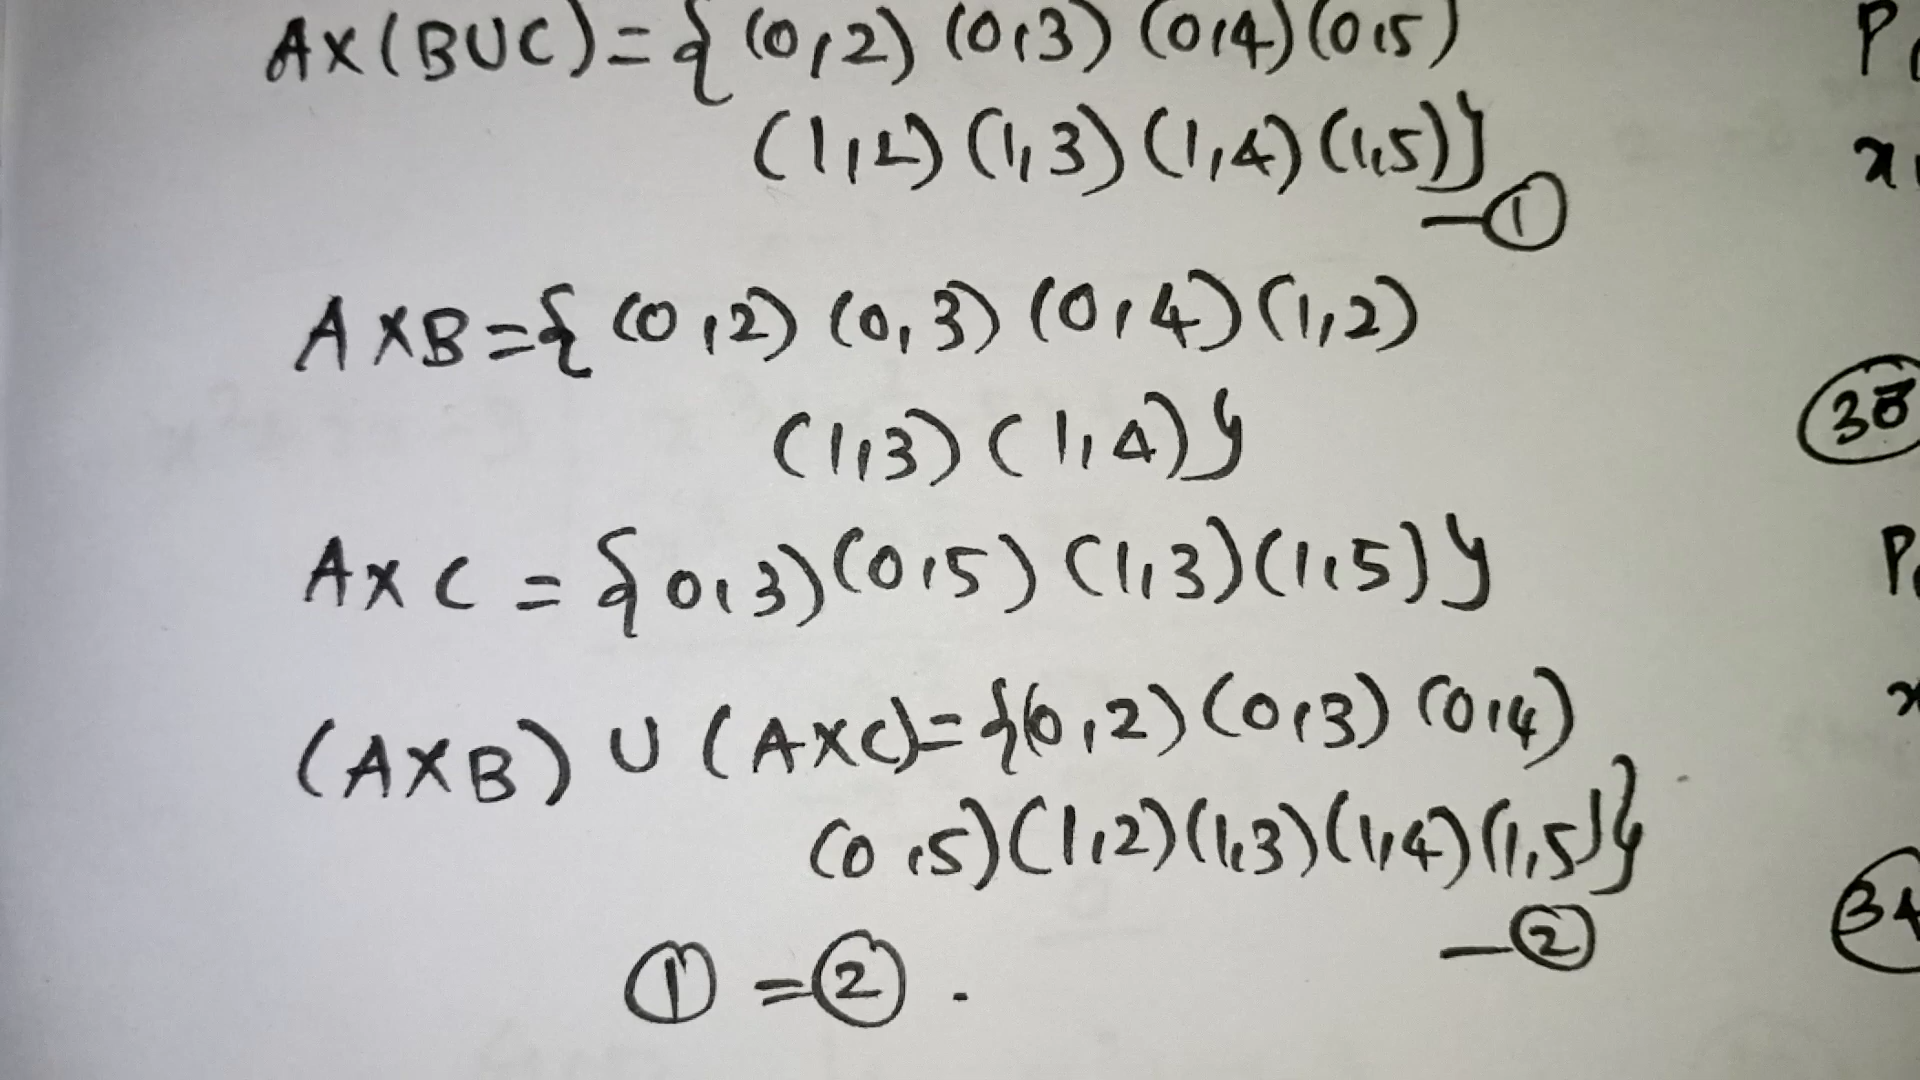 AX(BUC)={(0,2) (0,3) (0,4)(0,5)
(1,2) (1,3) (1,4) (1,5)}
-①
AXB={(0,2) (0,3) (0,4) (1,2)
(1,3) (1,4)}
AXC={0,3)(0,5) (1,3)(1,5)}
(AXB) U (AXC)={(0,2) (0,3) (0,4)
(0,5)(1,2)(1,3)(1,4)(1,5)}
-②
①=②.
P
x
P
x